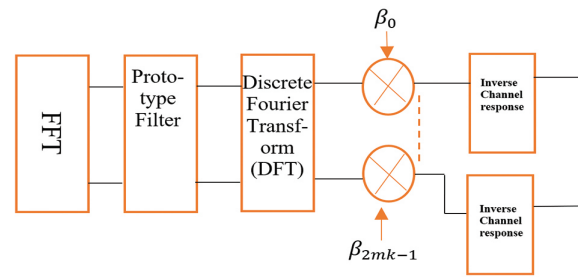 β₀
FFT
Proto-
type
Filter
Discrete
Fourier
Transf-
orm
(DFT)
Inverse
Channel
response
Inverse
Channel
response
β₂ₘₖ₋₁